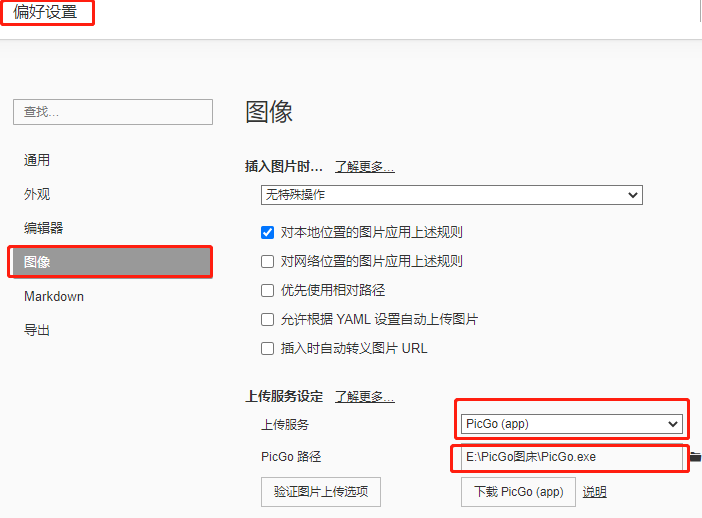 偏好设置
查找...
图像
通用
插入图片时... 了解更多...
外观
无特殊操作
编辑器
对本地位置的图片应用上述规则
图像
对网络位置的图片应用上述规则
优先使用相对路径
Markdown
允许根据 YAML 设置自动上传图片
导出
插入时自动转义图片 URL
上传服务设定 了解更多...
上传服务 PicGo (app)
PicGo 路径 E:\PicGo图床\PicGo.exe
验证图片上传选项 下载 PicGo (app) 说明